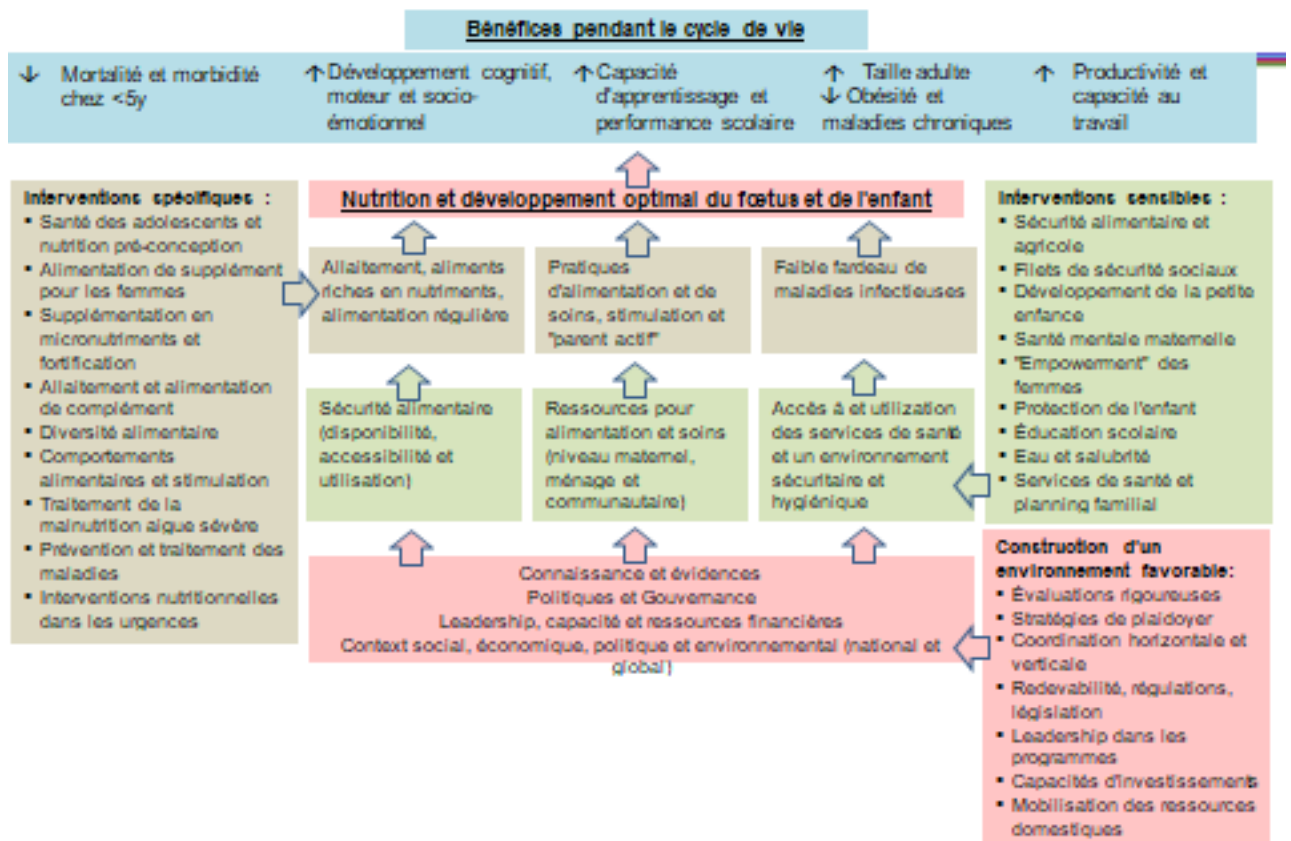 Bénéfices pendant le cycle de vie
↓ Mortalité et morbidité
chez <5y
↑ Développement cognitif,
moteur et socio-
émotionnel
↑ Capacité
d'apprentissage et
performance scolaire
↑ Taille adulte
↓ Obésité et
maladies chroniques
↑ Productivité et
capacité au
travail
Interventions spécifiques :
▪ Santé des adolescents et
nutrition pré-conception
▪ Alimentation de supplément
pour les femmes
▪ Supplémentation en
micronutriments et
fortification
▪ Allaitement et alimentation
de complément
▪ Diversité alimentaire
▪ Comportements
alimentaires et stimulation
▪ Traitement de la
malnutrition aigue sévère
▪ Prévention et traitement des
maladies
▪ Interventions nutritionnelles
dans les urgences
Nutrition et développement optimal du fœtus et de l'enfant
Allaitement, aliments
riches en nutriments,
alimentation régulière
Pratiques
d'alimentation et de
soins, stimulation et
"parent actif"
Faible fardeau de
maladies infectieuses
Sécurité alimentaire
(disponibilité,
accessibilité et
utilisation)
Ressources pour
alimentation et soins
(niveau maternel,
ménage et
communautaire)
Accès á et utilization
des services de santé
et un environnement
sécuritaire et
hygiénique
Connaissance et évidences
Politiques et Gouvernance
Leadership, capacité et ressources financières
Context social, économique, politique et environnemental (national et
global)
Interventions sensibles :
▪ Sécurité alimentaire et
agricole
▪ Filets de sécurité sociaux
▪ Développement de la petite
enfance
▪ Santé mentale maternelle
▪ "Empowerment" des
femmes
▪ Protection de l'enfant
▪ Éducation scolaire
▪ Eau et salubrité
▪ Services de santé et
planning familial
Construction d'un
environnement favorable:
▪ Évaluations rigoureuses
▪ Stratégies de plaidoyer
▪ Coordination horizontale et
verticale
▪ Redevabilité, régulations,
législation
▪ Leadership dans les
programmes
▪ Capacités d'investissements
▪ Mobilisation des ressources
domestiques